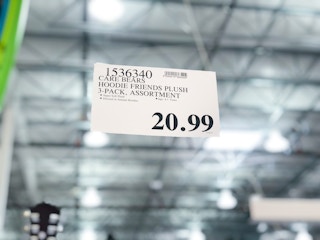 1536340
CARE BEARS
HOODIE FRIENDS PLUSH
3-PACK, ASSORTMENT
20.99